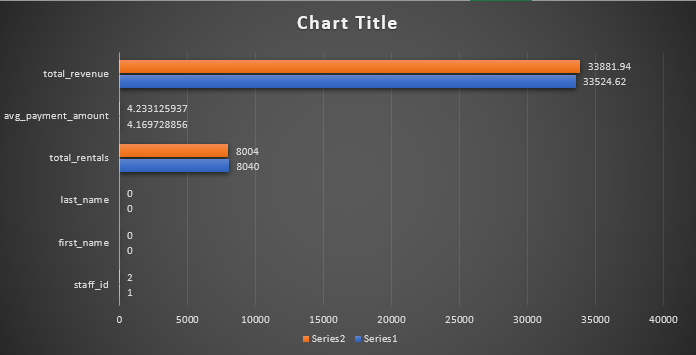 Chart Title
total_revenue
33881.94
33524.62
avg_payment_amount
4.233125937
4.169728856
total_rentals
8004
8040
last_name
0
0
first_name
0
0
staff_id
2
1
0 5000 10000 15000 20000 25000 30000 35000 40000
Series2 Series1